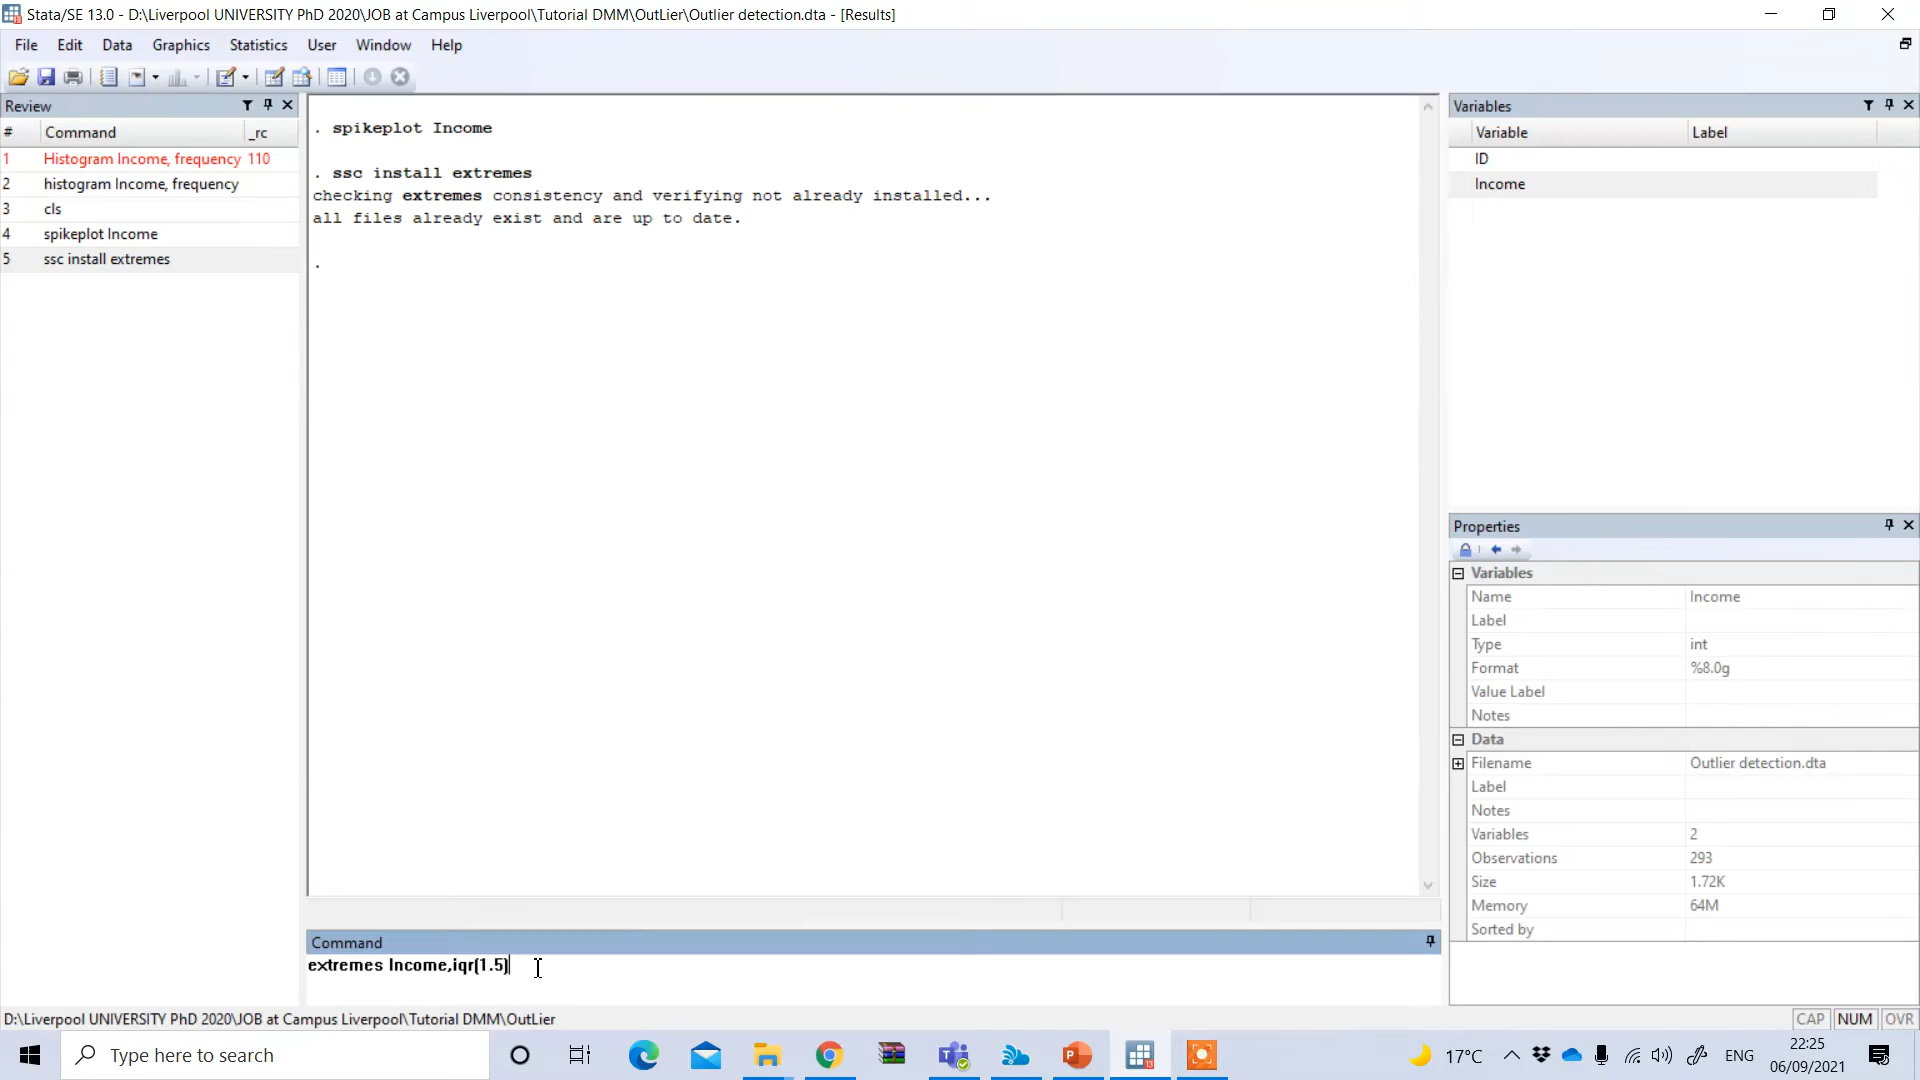 Stata/SE 13.0 - D:\Liverpool UNIVERSITY PhD 2020\JOB at Campus Liverpool\Tutorial DMM\OutLier\Outlier detection.dta - [Results]
File Edit Data Graphics Statistics User Window Help
Review
# Command _rc
1 Histogram Income, frequency 110
2 histogram Income, frequency
3 cls
4 spikeplot Income
5 ssc install extremes
. spikeplot Income
. ssc install extremes
checking extremes consistency and verifying not already installed...
all files already exist and are up to date.
.
Command
extremes Income,iqr(1.5)
Variables
Variable Label
ID
Income
Properties
Variables
Name Income
Label
Type int
Format %8.0g
Value Label
Notes
Data
Filename Outlier detection.dta
Label
Notes
Variables 2
Observations 293
Size 1.72K
Memory 64M
Sorted by
D:\Liverpool UNIVERSITY PhD 2020\JOB at Campus Liverpool\Tutorial DMM\OutLier
CAP NUM OVR
Type here to search
17°C
ENG
22:25
06/09/2021